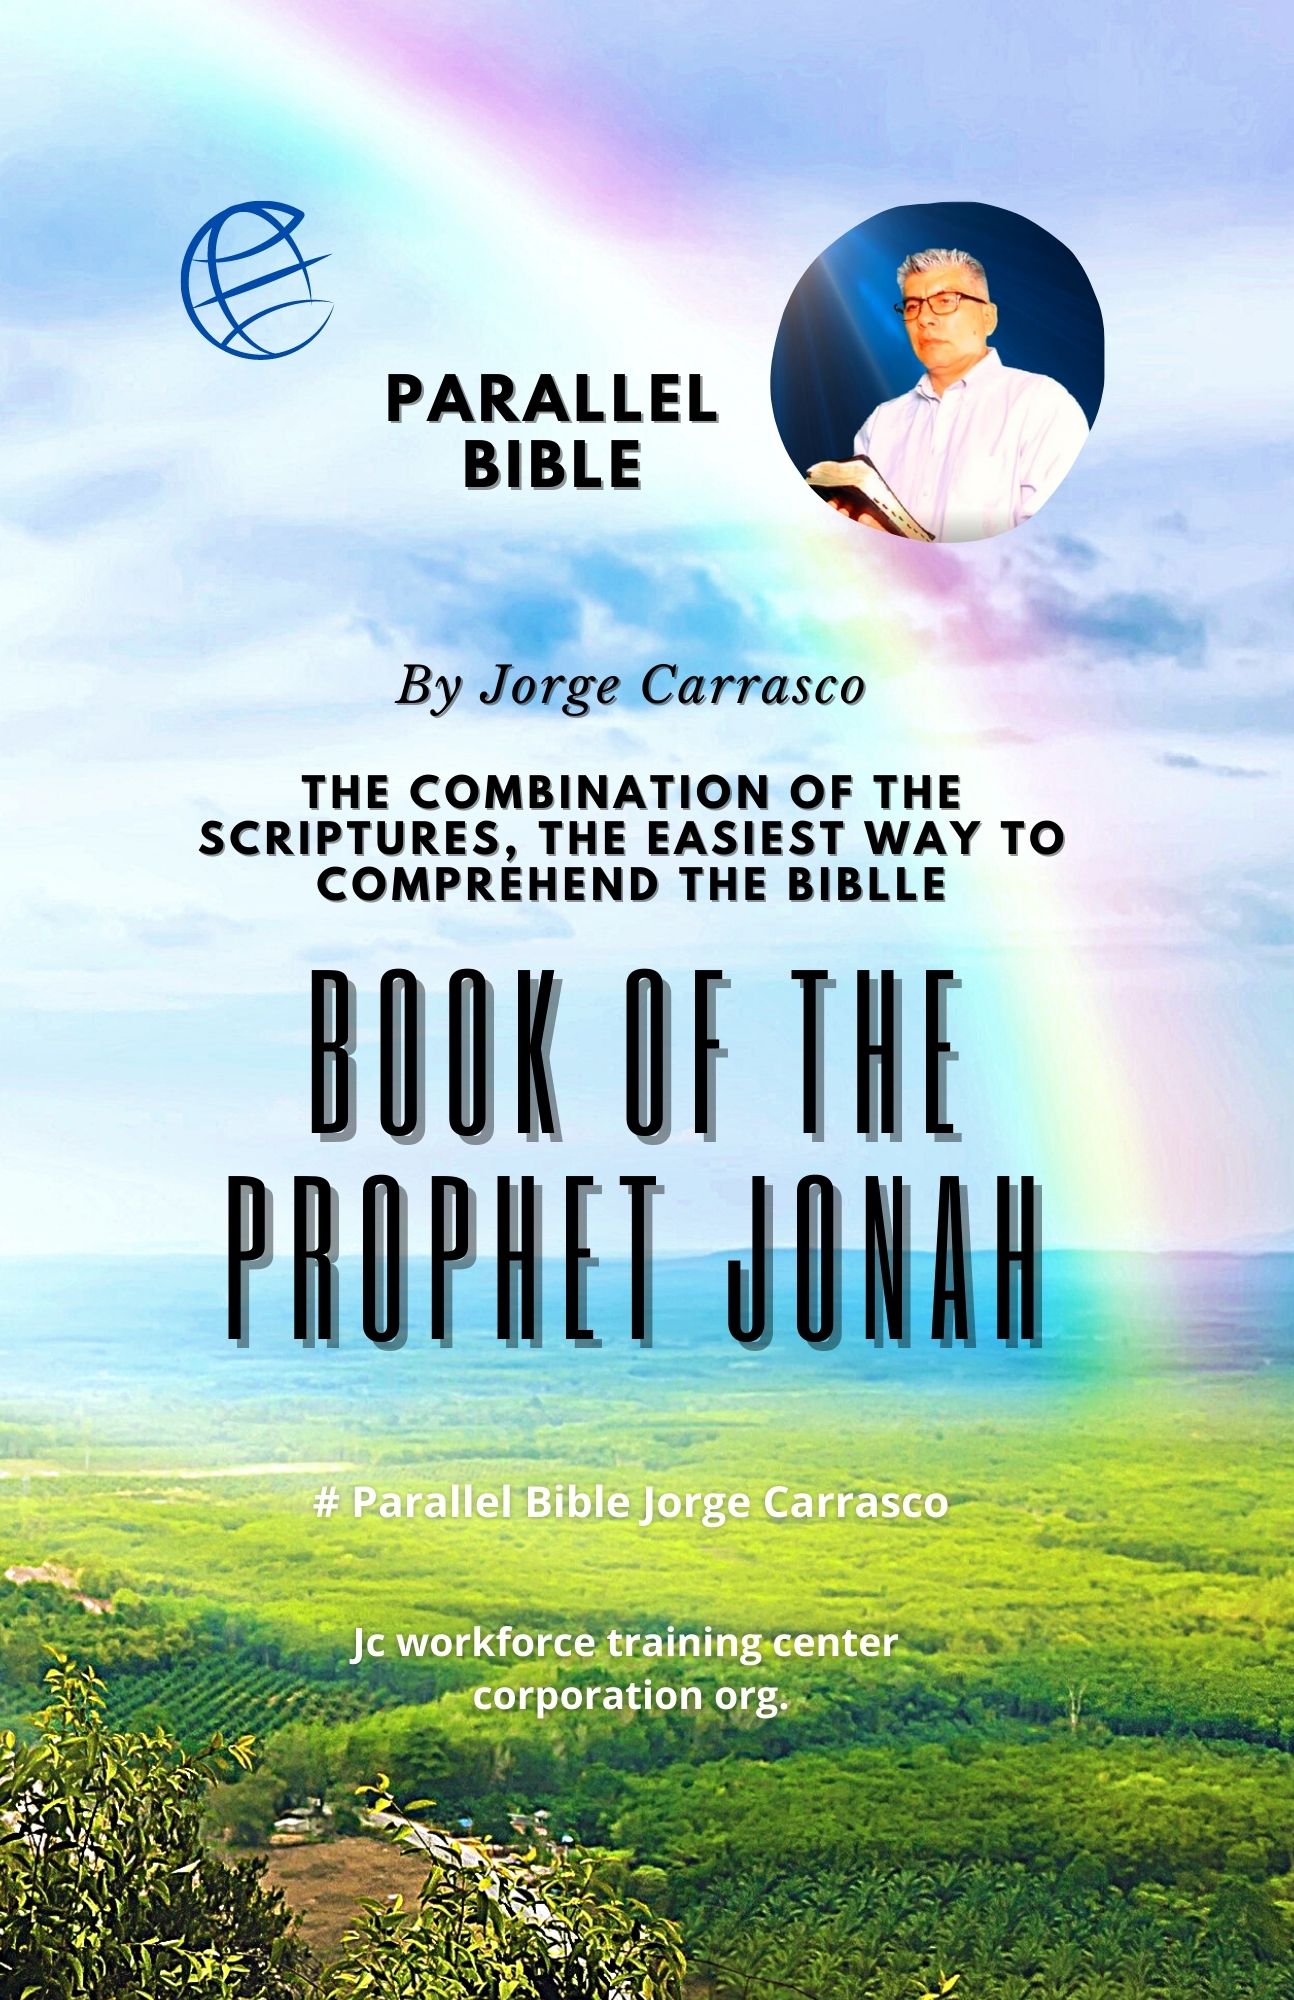 PARALLEL
BIBLE
By Jorge Carrasco
THE COMBINATION OF THE
SCRIPTURES, THE EASIEST WAY TO
COMPREHEND THE BIBLLE
BOOK OF THE
PROPHET JONAH
# Parallel Bible Jorge Carrasco
Jc workforce training center
corporation org.